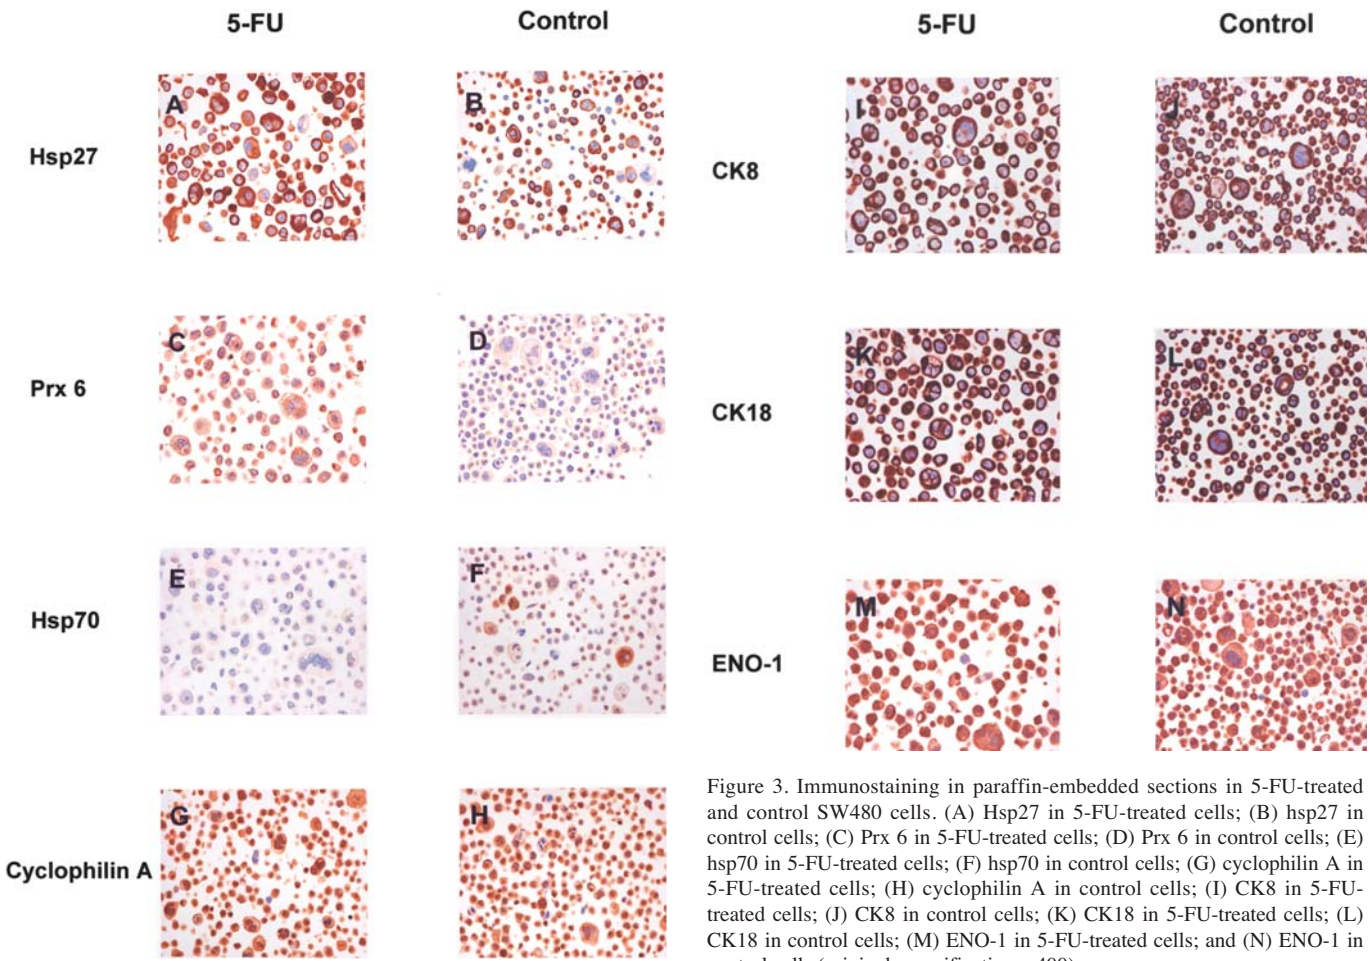 5-FU Control
Hsp27
A B
Prx 6
C D
Hsp70
E F
Cyclophilin A
G H
5-FU Control
CK8
I J
CK18
K L
ENO-1
M N
Figure 3. Immunostaining in paraffin-embedded sections in 5-FU-treated
and control SW480 cells. (A) Hsp27 in 5-FU-treated cells; (B) hsp27 in
control cells; (C) Prx 6 in 5-FU-treated cells; (D) Prx 6 in control cells; (E)
hsp70 in 5-FU-treated cells; (F) hsp70 in control cells; (G) cyclophilin A in
5-FU-treated cells; (H) cyclophilin A in control cells; (I) CK8 in 5-FU-
treated cells; (J) CK8 in control cells; (K) CK18 in 5-FU-treated cells; (L)
CK18 in control cells; (M) ENO-1 in 5-FU-treated cells; and (N) ENO-1 in